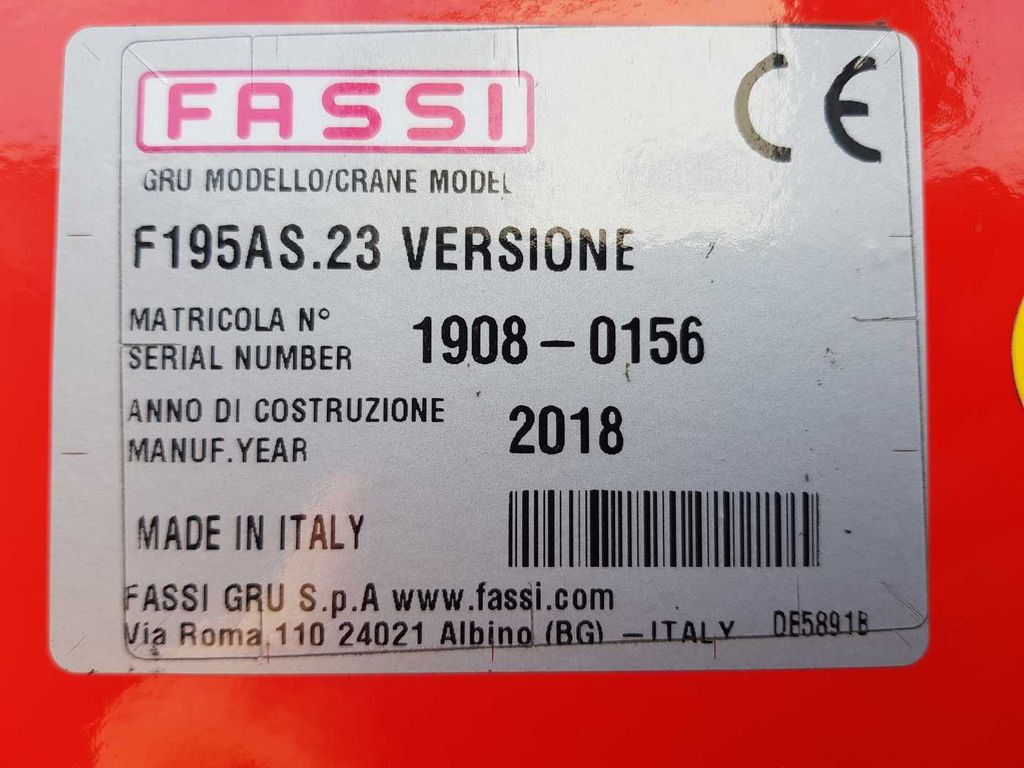 FASSI
CE
GRU MODELLO/CRANE MODEL
F195AS.23 VERSIONE
MATRICOLA N°
SERIAL NUMBER
1908 – 0156
ANNO DI COSTRUZIONE
MANUF.YEAR
2018
MADE IN ITALY
FASSI GRU S.p.A www.fassi.com
Via Roma,110 24021 Albino (BG) – ITALY
DE5891B